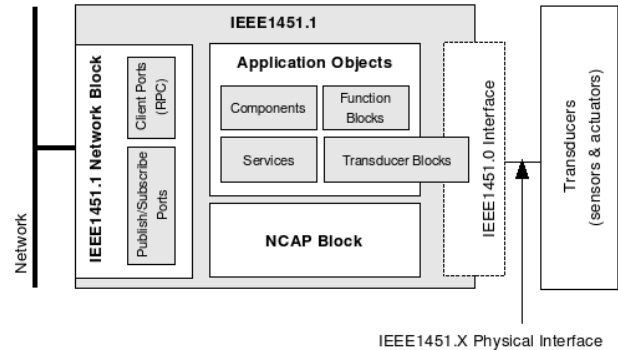 IEEE1451.1
Network
IEEE1451.1 Network Block
Client Ports
(RPC)
Publish/Subscribe
Ports
Application Objects
Components
Function
Blocks
Services
Transducer Blocks
NCAP Block
IEEE1451.0 Interface
Transducers
(sensors & actuators)
IEEE1451.X Physical Interface